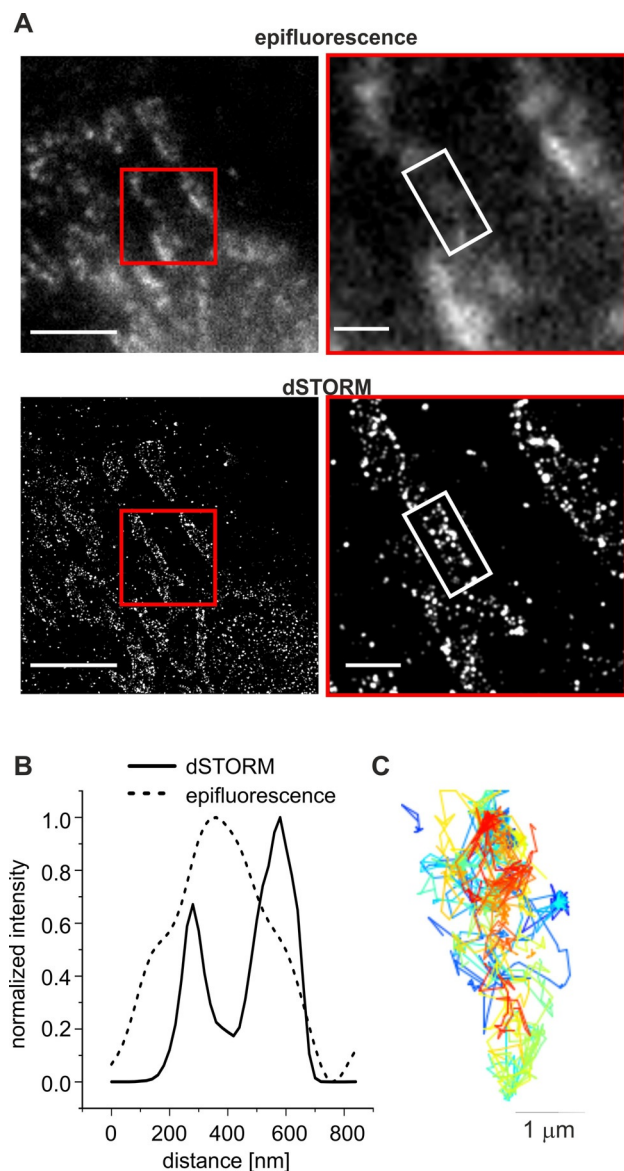 A
epifluorescence
dSTORM
B
dSTORM
epifluorescence
1.0
0.8
0.6
0.4
0.2
0.0
normalized intensity
0 200 400 600 800
distance [nm]
C
1 μm